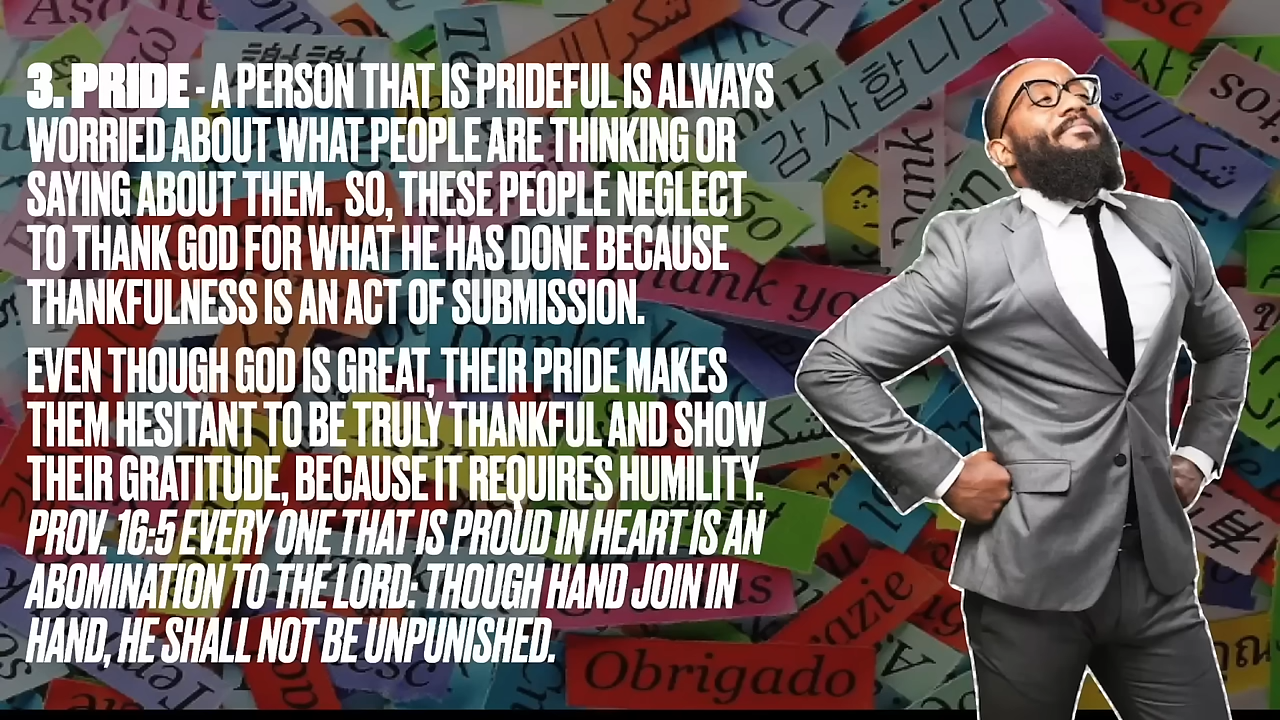 3. PRIDE - A PERSON THAT IS PRIDEFUL IS ALWAYS
WORRIED ABOUT WHAT PEOPLE ARE THINKING OR
SAYING ABOUT THEM. SO, THESE PEOPLE NEGLECT
TO THANK GOD FOR WHAT HE HAS DONE BECAUSE
THANKFULNESS IS AN ACT OF SUBMISSION.
EVEN THOUGH GOD IS GREAT, THEIR PRIDE MAKES
THEM HESITANT TO BE TRULY THANKFUL AND SHOW
THEIR GRATITUDE, BECAUSE IT REQUIRES HUMILITY.
PROV. 16:5 EVERY ONE THAT IS PROUD IN HEART IS AN
ABOMINATION TO THE LORD: THOUGH HAND JOIN IN
HAND, HE SHALL NOT BE UNPUNISHED.
감사합니다
شكرا
Dank
Obrigado